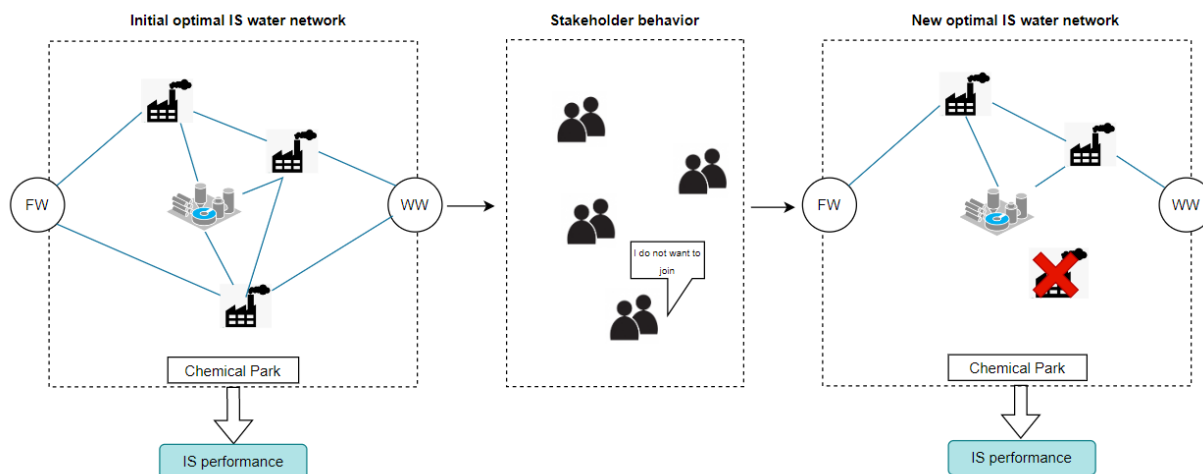 Initial optimal IS water network
Stakeholder behavior
New optimal IS water network
FW
WW
Chemical Park
IS performance
I do not want to
join
FW
WW
Chemical Park
IS performance